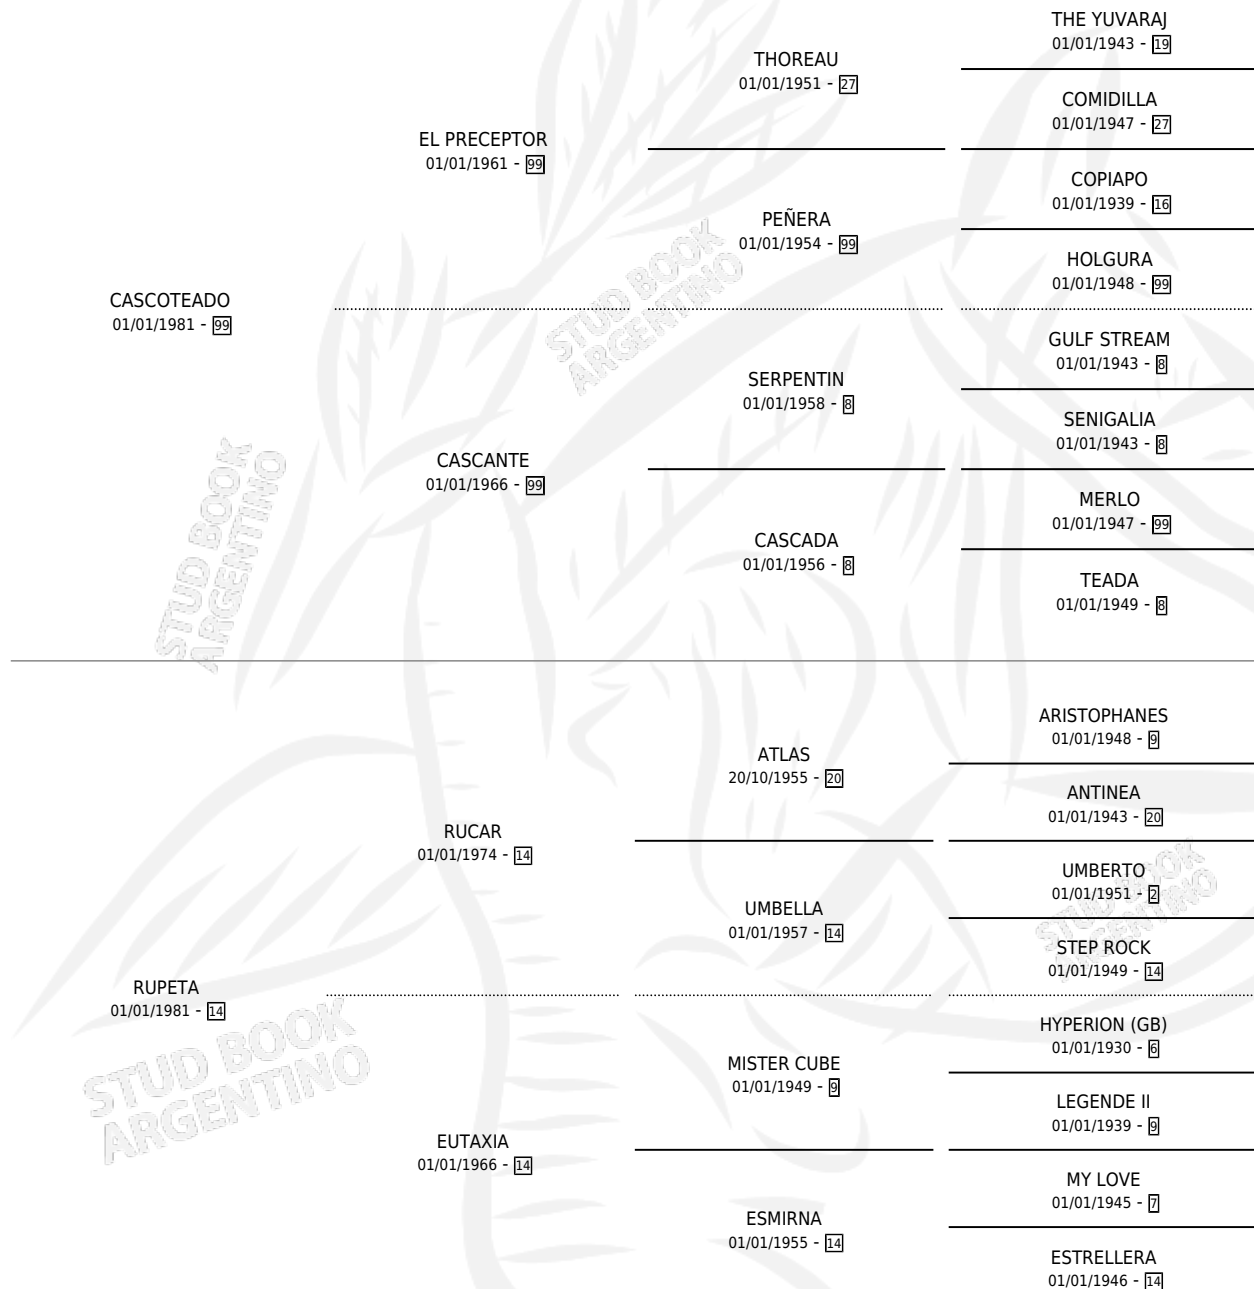 THE YUVARAJ
01/01/1943 - 19
THOREAU
01/01/1951 - 27
COMIDILLA
01/01/1947 - 27
EL PRECEPTOR
01/01/1961 - 99
COPIAPO
01/01/1939 - 16
PEÑERA
01/01/1954 - 99
HOLGURA
01/01/1948 - 99
CASCOTEADO
01/01/1981 - 99
STUD BOOK
ARGENTINO
GULF STREAM
01/01/1943 - 8
SERPENTIN
01/01/1958 - 8
SENIGALIA
01/01/1943 - 8
CASCANTE
01/01/1966 - 99
MERLO
01/01/1947 - 99
CASCADA
01/01/1956 - 8
TEADA
01/01/1949 - 8
STUD BOOK
ARGENTINO
ARISTOPHANES
01/01/1948 - 9
ATLAS
20/10/1955 - 20
ANTINEA
01/01/1943 - 20
RUCAR
01/01/1974 - 14
UMBERTO
01/01/1951 - 2
UMBELLA
01/01/1957 - 14
STEP ROCK
01/01/1949 - 14
STUD BOOK
ARGENTINO
RUPETA
01/01/1981 - 14
HYPERION (GB)
01/01/1930 - 6
MISTER CUBE
01/01/1949 - 9
LEGENDE II
01/01/1939 - 9
STUD BOOK
ARGENTINO
EUTAXIA
01/01/1966 - 14
MY LOVE
01/01/1945 - 7
ESMIRNA
01/01/1955 - 14
ESTRELLERA
01/01/1946 - 14